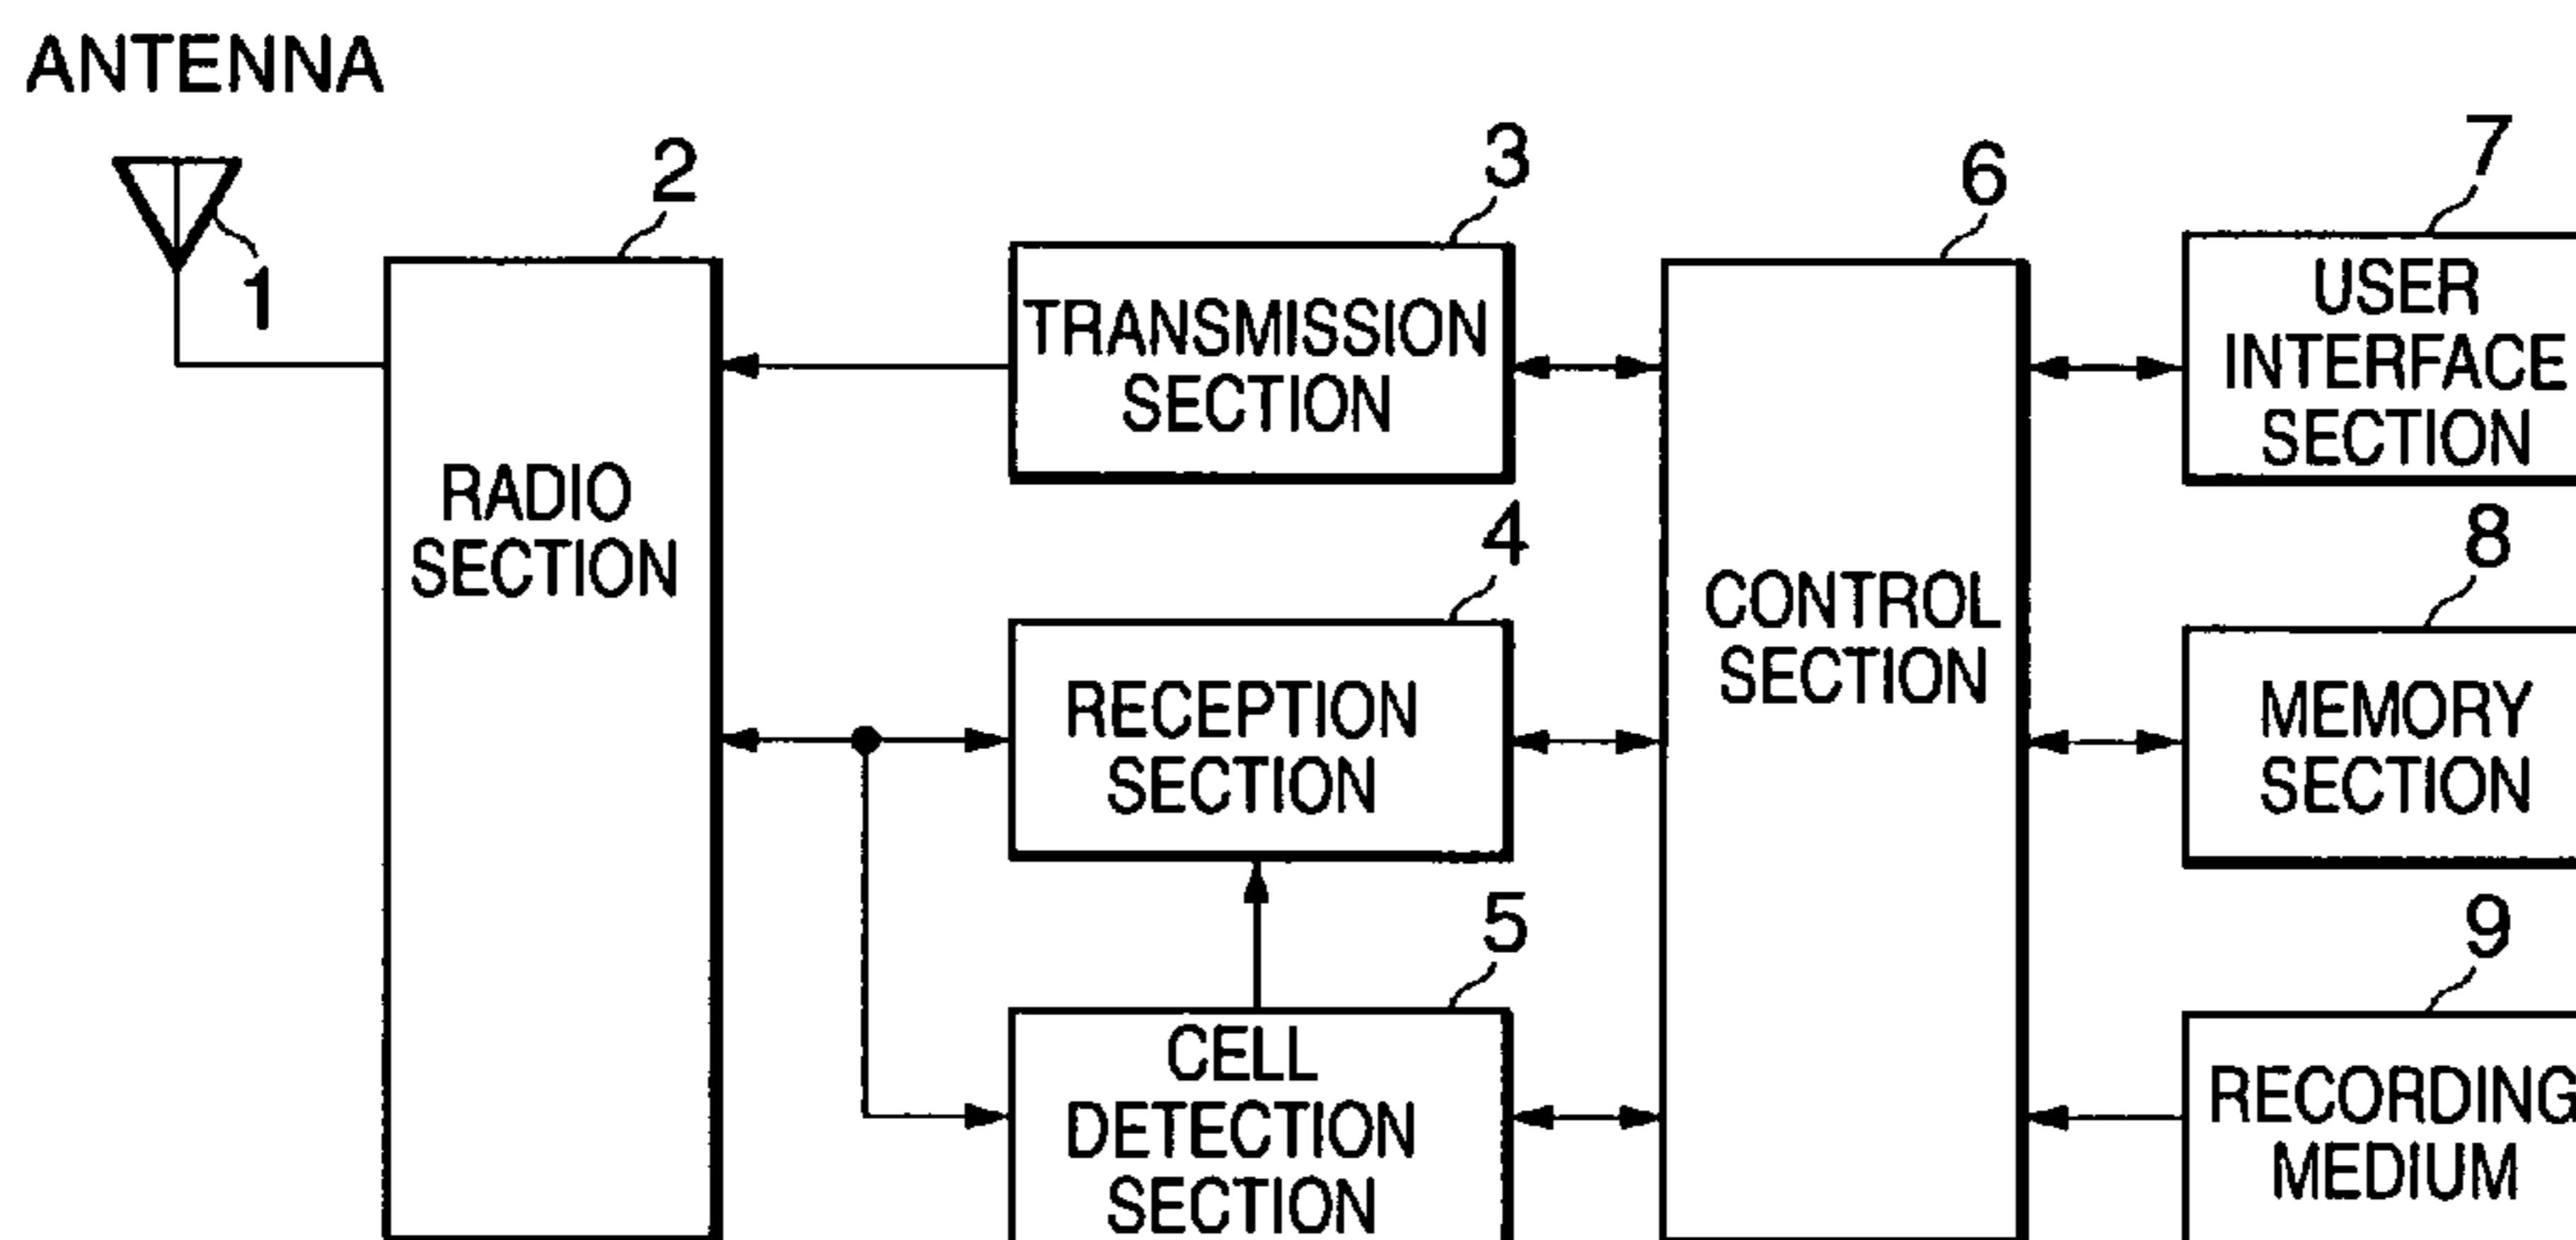 ANTENNA
1
2
RADIO
SECTION
3
TRANSMISSION
SECTION
4
RECEPTION
SECTION
5
CELL
DETECTION
SECTION
6
CONTROL
SECTION
7
USER
INTERFACE
SECTION
8
MEMORY
SECTION
9
RECORDING
MEDIUM